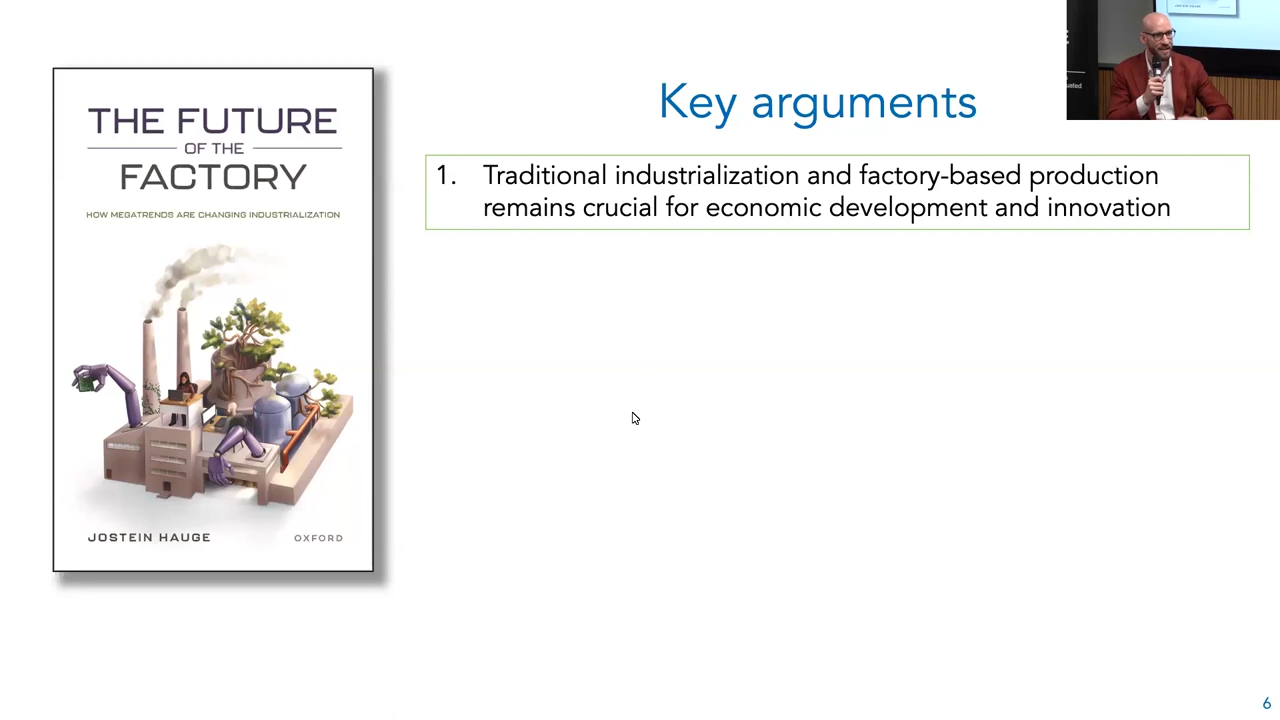 THE FUTURE
OF THE
FACTORY
HOW MEGATRENDS ARE CHANGING INDUSTRIALIZATION
JOSTEIN HAUGE
OXFORD
Key arguments
1. Traditional industrialization and factory-based production
remains crucial for economic development and innovation
6